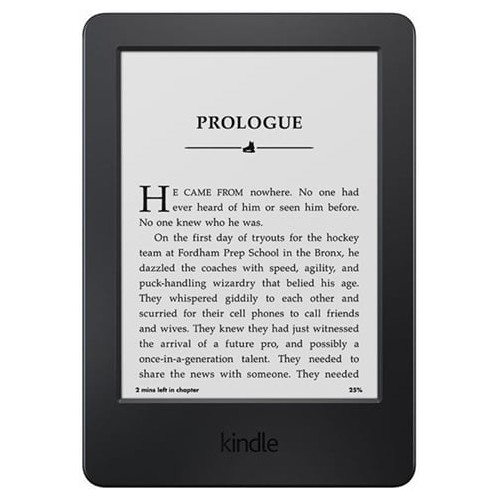 PROLOGUE
HE CAME FROM nowhere. No one had
ever heard of him or seen him before.
No one knew who he was.
On the first day of tryouts for the hockey
team at Fordham Prep School in the Bronx, he
dazzled the coaches with speed, agility, and
puck-handling wizardry that belied his age.
They whispered giddily to each other and
scurried for their cell phones to call friends
and wives. They knew they had just witnessed
the arrival of a future pro, and possibly a
once-in-a-generation talent. They needed to
share the news with someone. They needed
2 mins left in chapter 25%
kindle